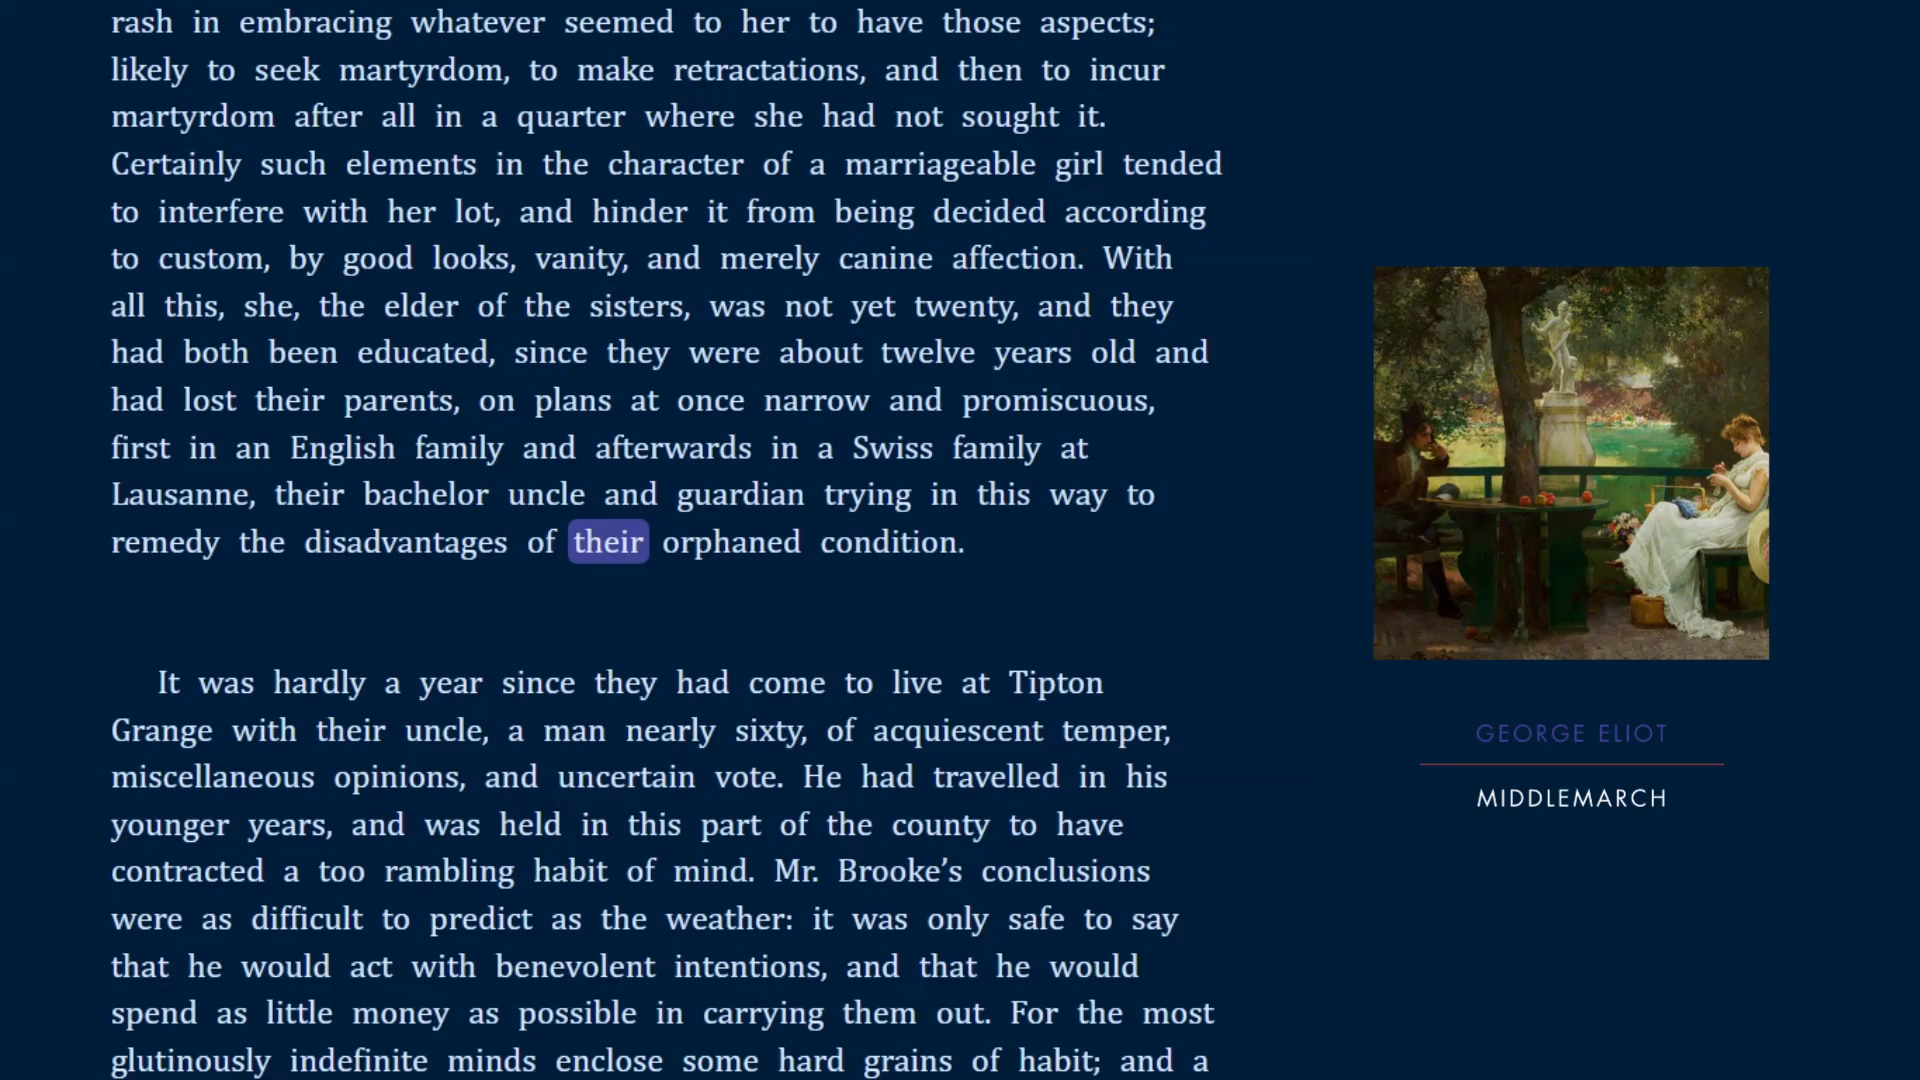 rash in embracing whatever seemed to her to have those aspects;
likely to seek martyrdom, to make retractations, and then to incur
martyrdom after all in a quarter where she had not sought it.
Certainly such elements in the character of a marriageable girl tended
to interfere with her lot, and hinder it from being decided according
to custom, by good looks, vanity, and merely canine affection. With
all this, she, the elder of the sisters, was not yet twenty, and they
had both been educated, since they were about twelve years old and
had lost their parents, on plans at once narrow and promiscuous,
first in an English family and afterwards in a Swiss family at
Lausanne, their bachelor uncle and guardian trying in this way to
remedy the disadvantages of their orphaned condition.
It was hardly a year since they had come to live at Tipton
Grange with their uncle, a man nearly sixty, of acquiescent temper,
miscellaneous opinions, and uncertain vote. He had travelled in his
younger years, and was held in this part of the county to have
contracted a too rambling habit of mind. Mr. Brooke’s conclusions
were as difficult to predict as the weather: it was only safe to say
that he would act with benevolent intentions, and that he would
spend as little money as possible in carrying them out. For the most
glutinously indefinite minds enclose some hard grains of habit; and a
GEORGE ELIOT
MIDDLEMARCH